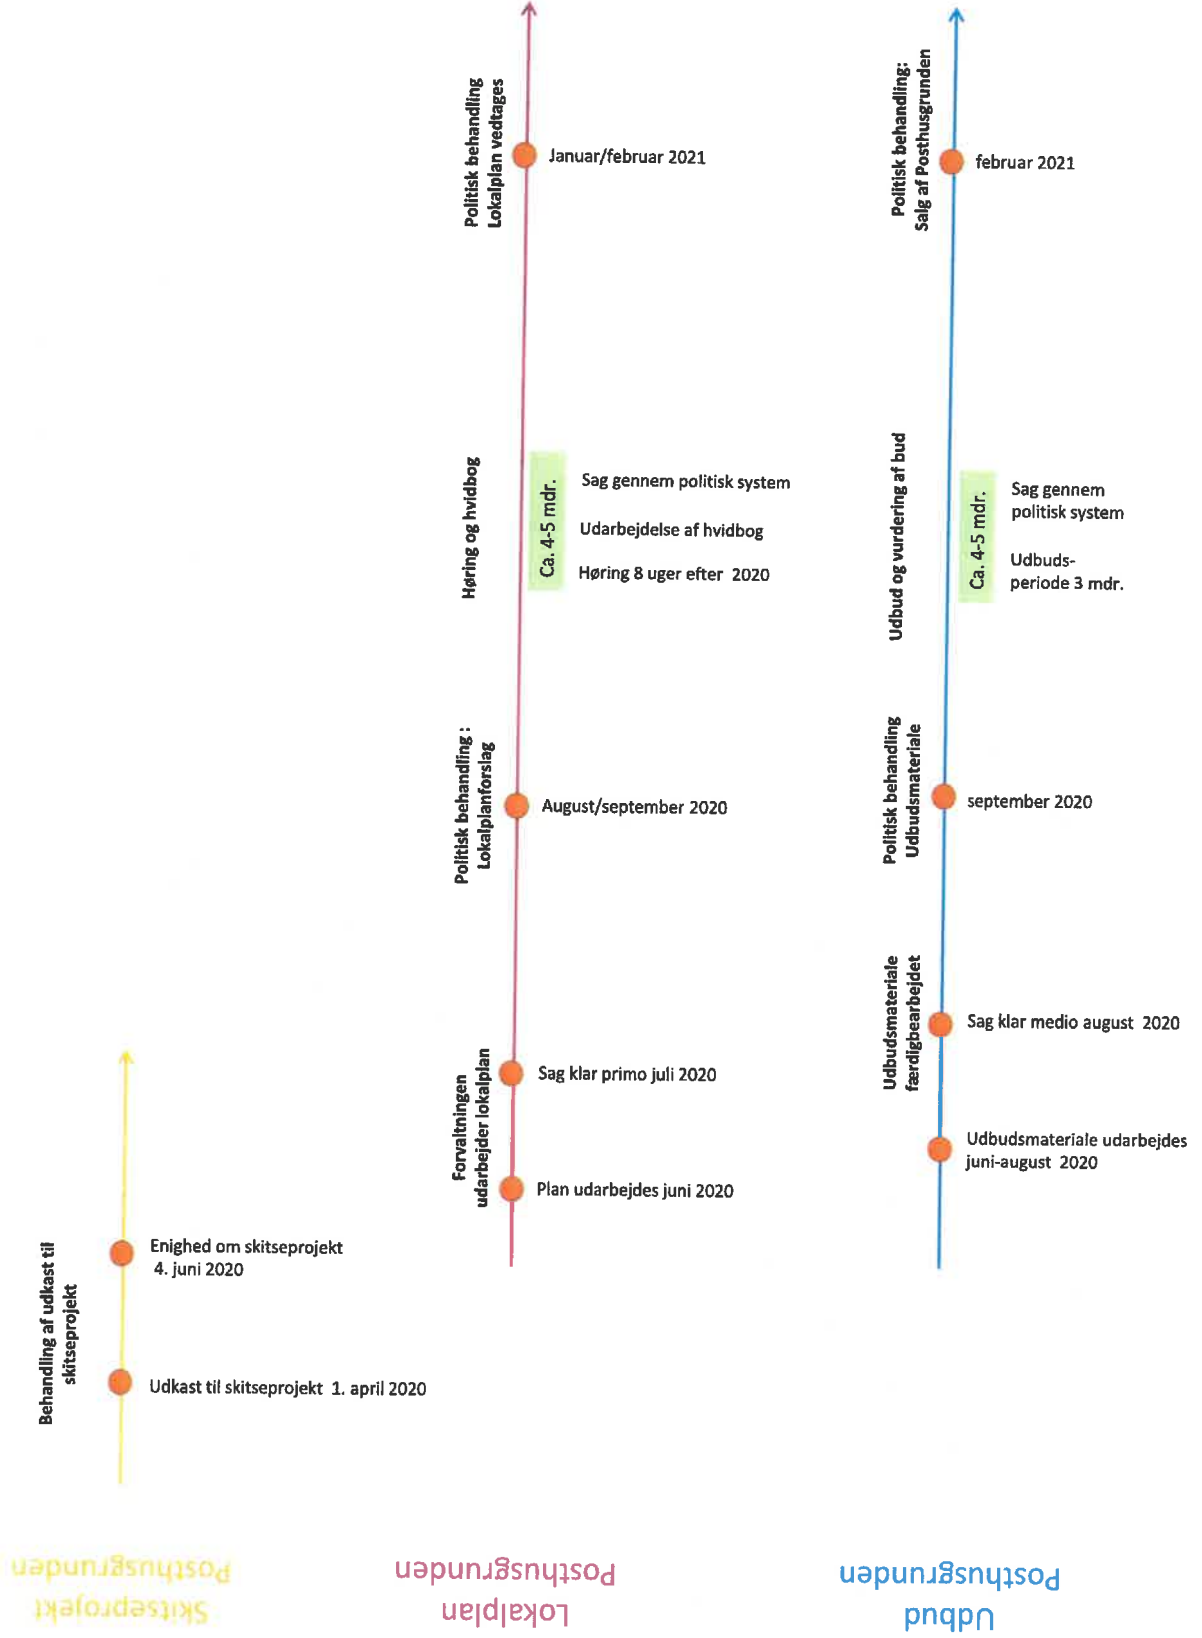 Skitseprojekt
Posthusgrunden
Behandling af udkast til
skitseprojekt
Udkast til skitseprojekt 1. april 2020
Enighed om skitseprojekt
4. juni 2020
Lokalplan
Posthusgrunden
Forvaltningen
udarbejder lokalplan
Plan udarbejdes juni 2020
Sag klar primo juli 2020
Politisk behandling :
Lokalplanforslag
August/september 2020
Høring og hvidbog
Ca. 4-5 mdr.
Høring 8 uger efter 2020
Udarbejdelse af hvidbog
Sag gennem politisk system
Politisk behandling
Lokalplan vedtages
Januar/februar 2021
Udbud
Posthusgrunden
Udbudsmateriale udarbejdes
juni-august 2020
Udbudsmateriale
færdigbearbejdet
Sag klar medio august 2020
Politisk behandling
Udbudsmateriale
september 2020
Udbud og vurdering af bud
Ca. 4-5 mdr.
Udbuds-
periode 3 mdr.
Sag gennem
politisk system
Politisk behandling:
Salg af Posthusgrunden
februar 2021